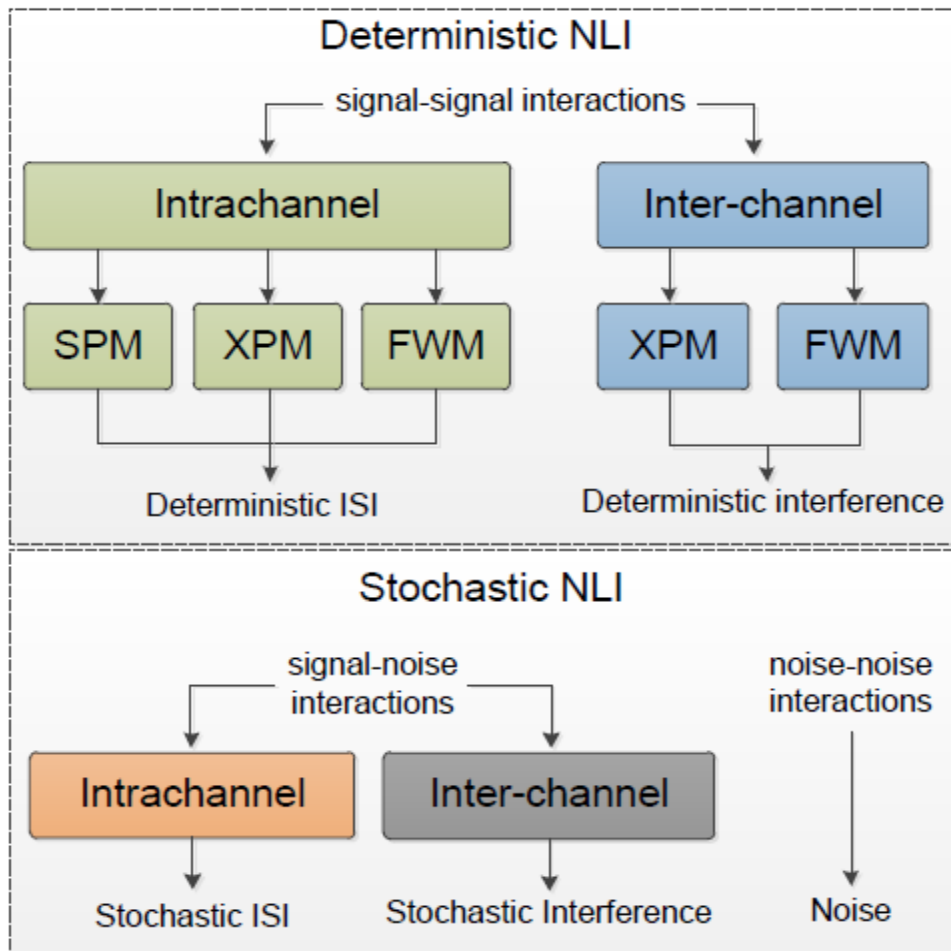 Deterministic NLI
signal-signal interactions
Intrachannel
Inter-channel
SPM
XPM
FWM
XPM
FWM
Deterministic ISI
Deterministic interference
Stochastic NLI
signal-noise
interactions
noise-noise
interactions
Intrachannel
Inter-channel
Stochastic ISI
Stochastic Interference
Noise